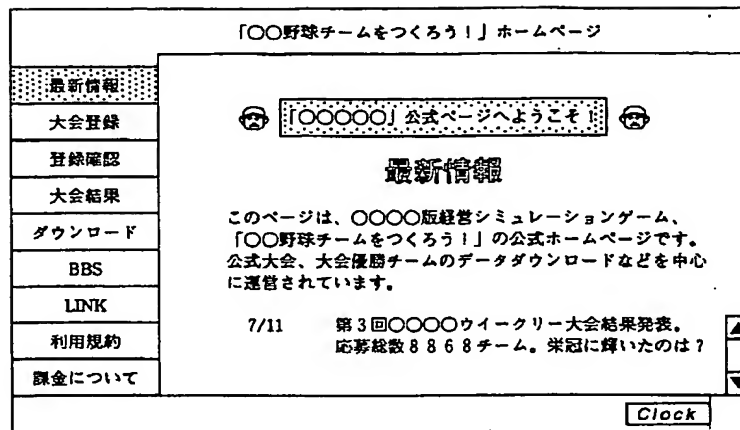 「〇〇野球チームをつくろう！」ホームページ
最新情報
大会登録
登録確認
大会結果
ダウンロード
BBS
LINK
利用規約
課金について
「〇〇〇〇〇」公式ページへようこそ！
最新情報
このページは、〇〇〇〇版経営シミュレーションゲーム、
「〇〇野球チームをつくろう！」の公式ホームページです。
公式大会、大会優勝チームのデータダウンロードなどを中心
に運営されています。
7/11 第３回〇〇〇〇ウイークリー大会結果発表。
応募総数８８６８チーム。栄冠に輝いたのは？
Clock